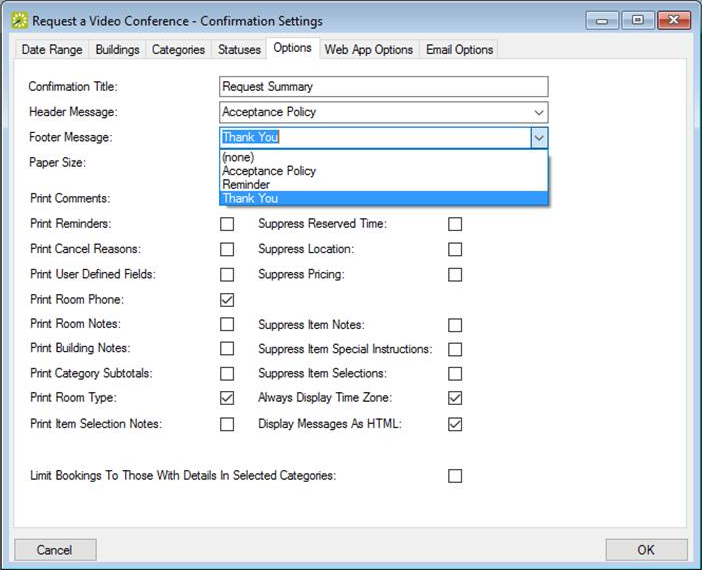 Request a Video Conference - Confirmation Settings
Date Range Buildings Categories Statuses Options Web App Options Email Options
Confirmation Title: Request Summary
Header Message: Acceptance Policy
Footer Message: Thank You
(none)
Paper Size: Acceptance Policy
Reminder
Print Comments: Thank You
Print Reminders: Suppress Reserved Time:
Print Cancel Reasons: Suppress Location:
Print User Defined Fields: Suppress Pricing:
Print Room Phone:
Print Room Notes: Suppress Item Notes:
Print Building Notes: Suppress Item Special Instructions:
Print Category Subtotals: Suppress Item Selections:
Print Room Type: Always Display Time Zone:
Print Item Selection Notes: Display Messages As HTML:
Limit Bookings To Those With Details In Selected Categories:
Cancel OK